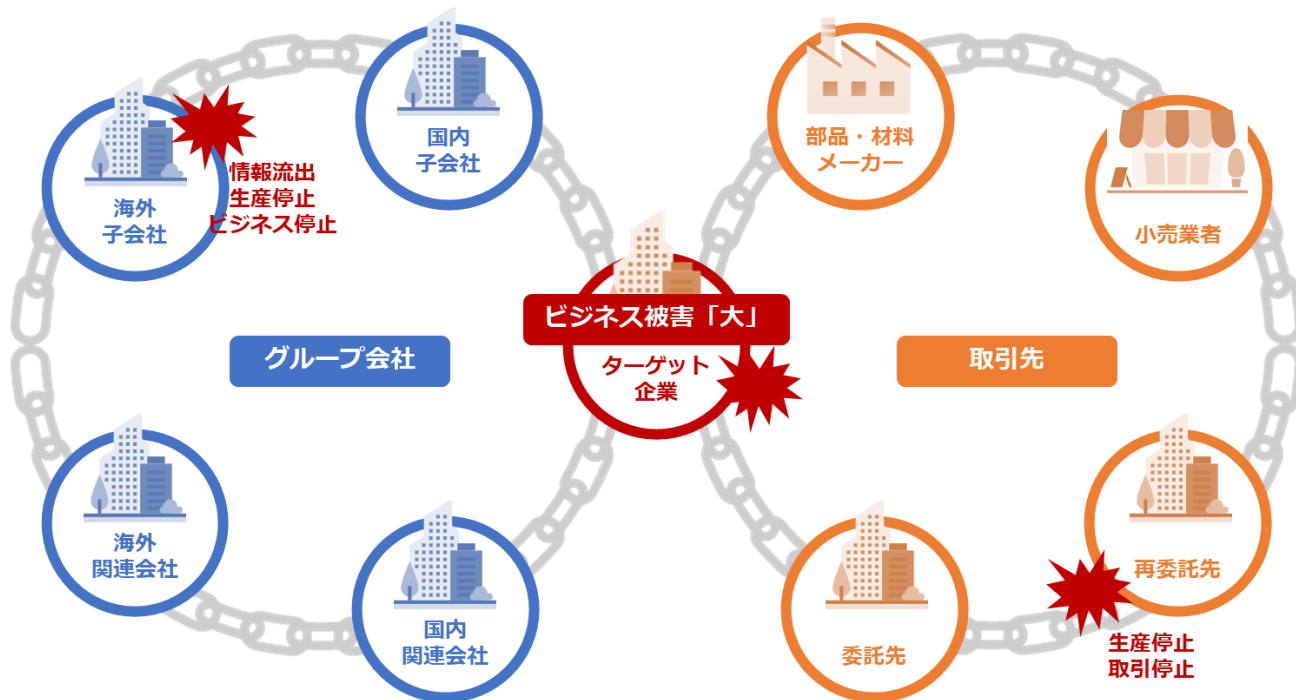 国内
子会社
海外
子会社
情報流出
生産停止
ビジネス停止
グループ会社
海外
関連会社
国内
関連会社
ビジネス被害「大」
ターゲット
企業
部品・材料
メーカー
小売業者
取引先
委託先
再委託先
生産停止
取引停止